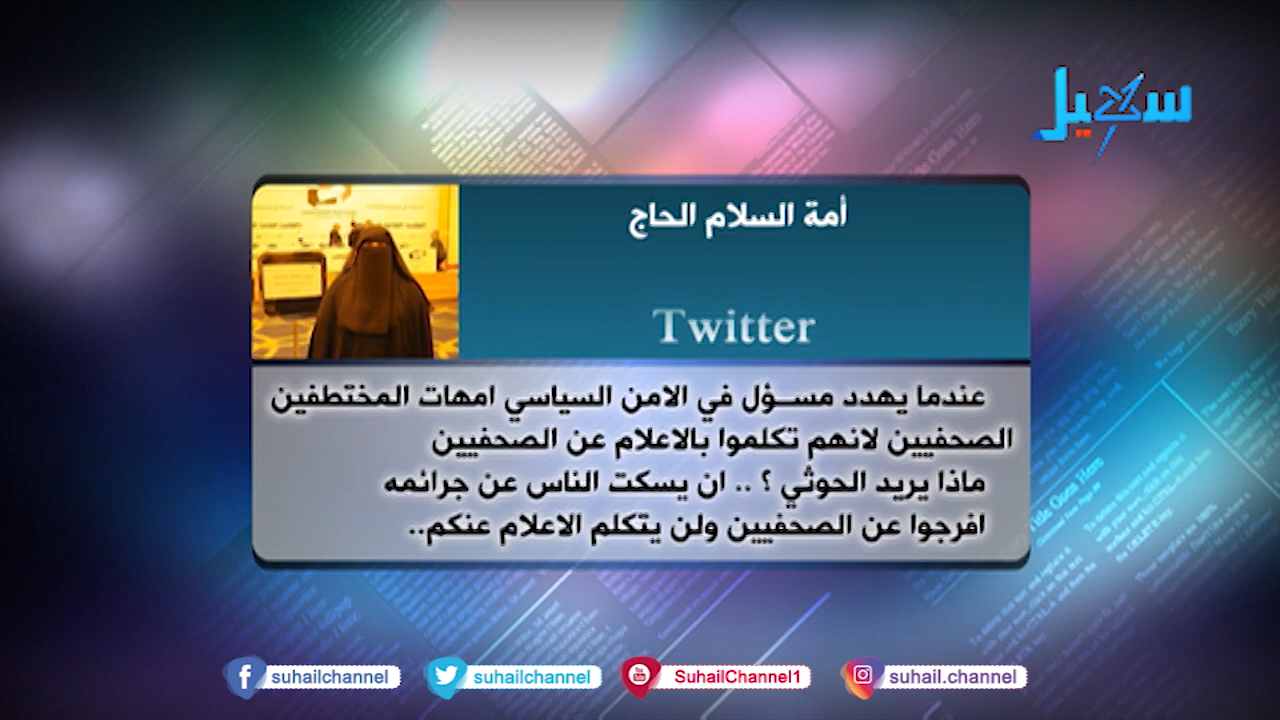 سهيل
أمة السلام الحاج
Twitter
عندما يهدد مسـؤل في الامن السياسي امهات المختطفين
الصحفيين لانهم تكلموا بالاعلام عن الصحفيين
ماذا يريد الحوثي ؟ .. ان يسكت الناس عن جرائمه
افرجوا عن الصحفيين ولن يتكلم الاعلام عنكم..
suhailchannel
suhailchannel
SuhailChannel1
suhail.channel